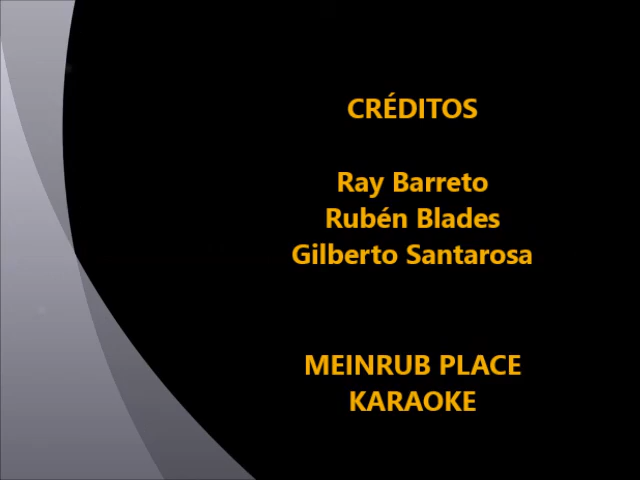 CRÉDITOS
Ray Barreto
Rubén Blades
Gilberto Santarosa
MEINRUB PLACE
KARAOKE